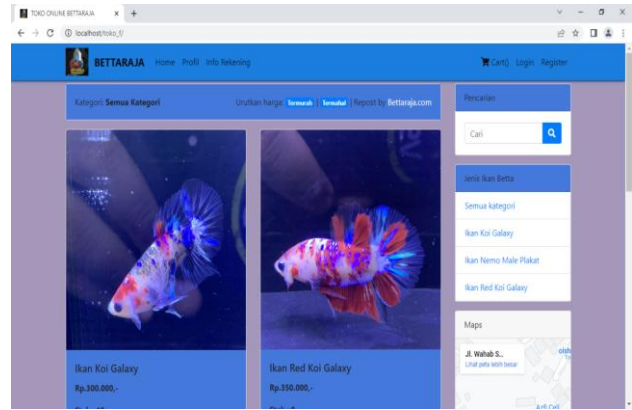 TOKO ONLINE BETTARAJA
localhost/toko_f/
BETTARAJA Home Profil Info Rekening Cart() Login Register
Kategori: Semua Kategori Urutkan harga: Termurah | Termahal | Repost by Bettaraja.com
Pencarian
Cari
Jenis Ikan Betta
Semua kategori
Ikan Koi Galaxy
Ikan Nemo Male Plakat
Ikan Red Koi Galaxy
Maps
Jl. Wahab S...
Lihat peta lebih besar
Ikan Koi Galaxy
Rp.300.000,-
Ikan Red Koi Galaxy
Rp.350.000,-